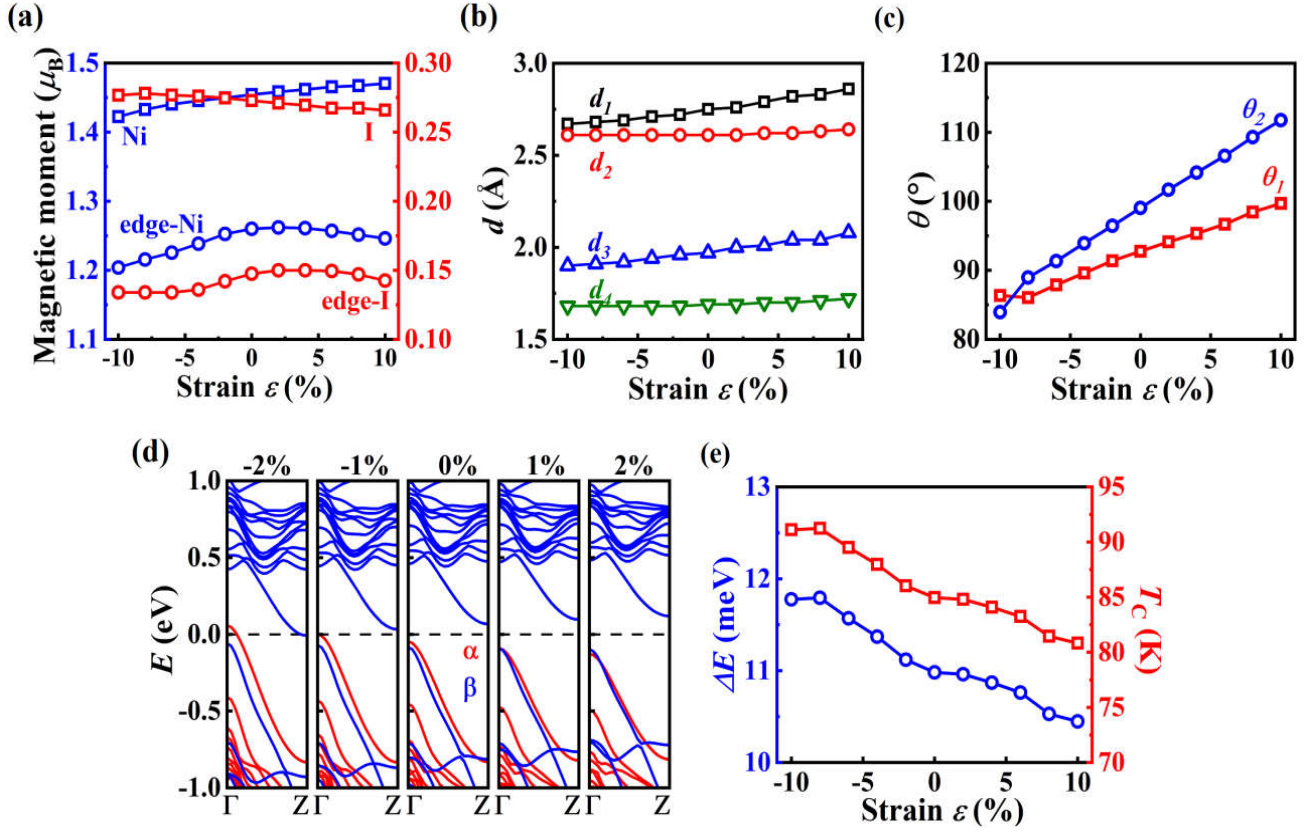 (a)
Magnetic moment (μB)
1.5
1.4
1.3
1.2
1.1
0.30
0.25
0.20
0.15
0.10
Ni
I
edge-Ni
edge-I
-10 -5 0 5 10
Strain ε (%)
(b)
d (Å)
3.0
2.5
2.0
1.5
d1
d2
d3
d4
-10 -5 0 5 10
Strain ε (%)
(c)
θ (°)
120
110
100
90
80
θ2
θ1
-10 -5 0 5 10
Strain ε (%)
(d)
-2% -1% 0% 1% 2%
E (eV)
1.0
0.5
0.0
-0.5
-1.0
α
β
Γ Z Γ Z Γ Z Γ Z Γ Z
(e)
ΔE (meV)
13
12
11
10
TC (K)
95
90
85
80
75
70
-10 -5 0 5 10
Strain ε (%)